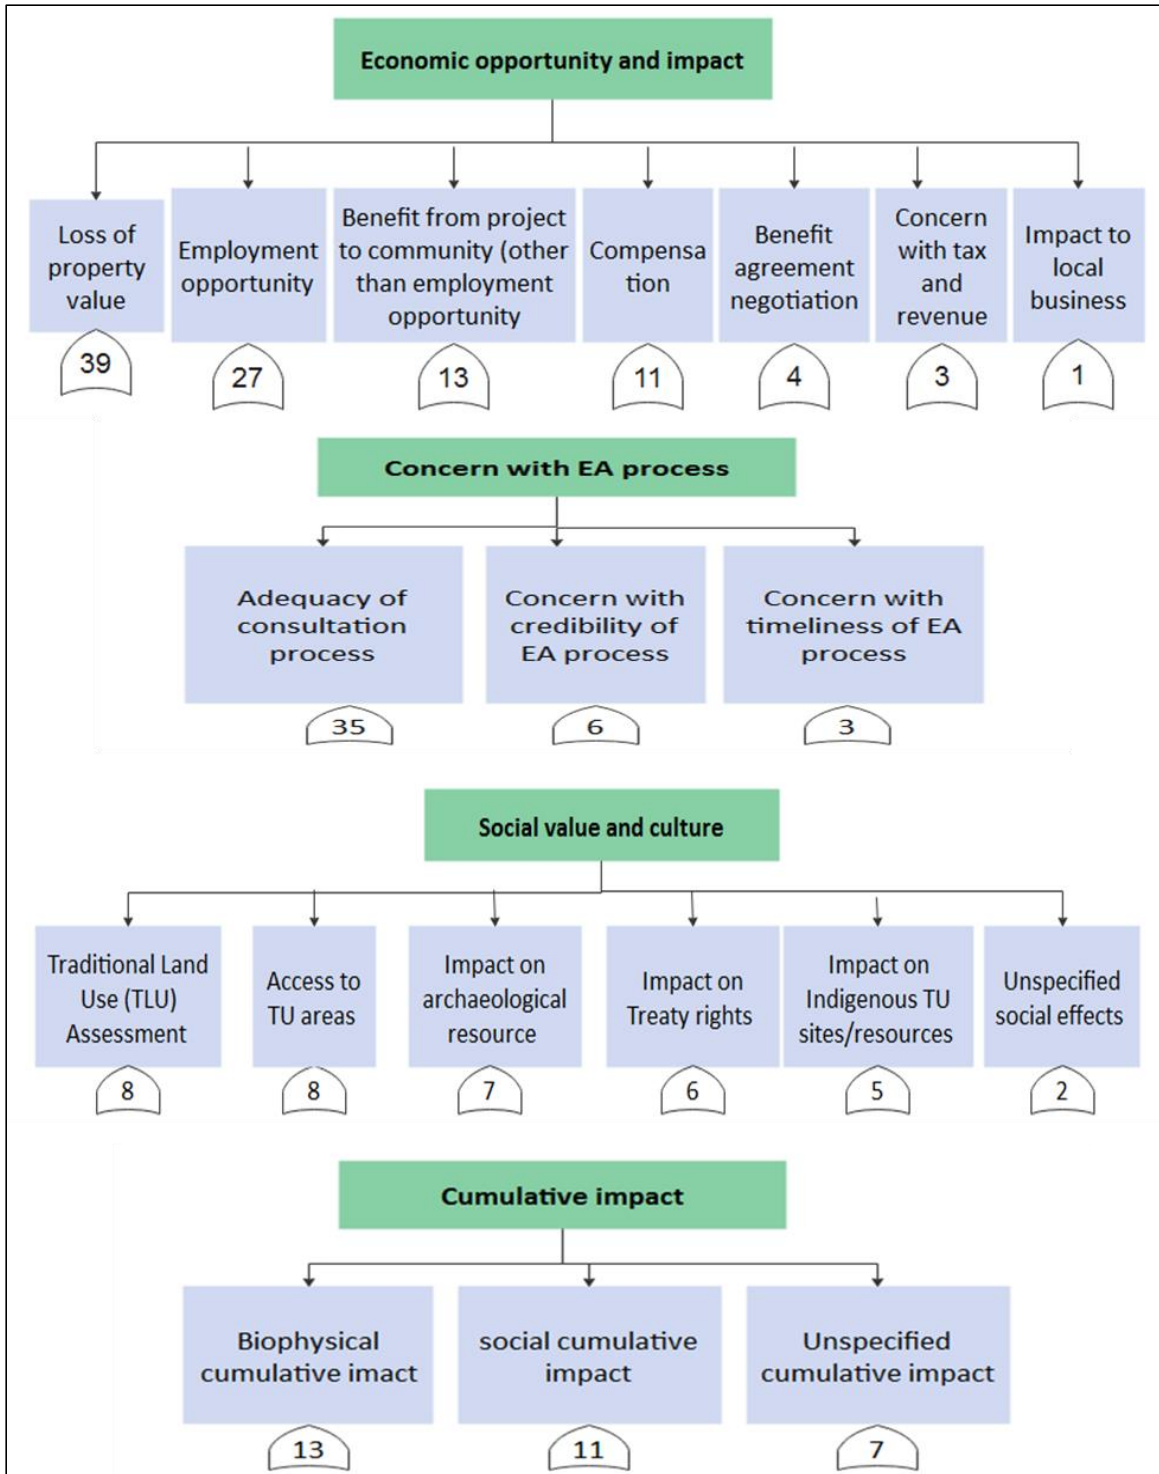 Economic opportunity and impact
Loss of
property
value
Employment
opportunity
Benefit from project
to community (other
than employment
opportunity
Compensa
tion
Benefit
agreement
negotiation
Concern
with tax
and
revenue
Impact to
local
business
39
27
13
11
4
3
1
Concern with EA process
Adequacy of
consultation
process
Concern with
credibility of
EA process
Concern with
timeliness of EA
process
35
6
3
Social value and culture
Traditional Land
Use (TLU)
Assessment
Access to
TU areas
Impact on
archaeological
resource
Impact on
Treaty rights
Impact on
Indigenous TU
sites/resources
Unspecified
social effects
8
8
7
6
5
2
Cumulative impact
Biophysical
cumulative imact
social cumulative
impact
Unspecified
cumulative impact
13
11
7